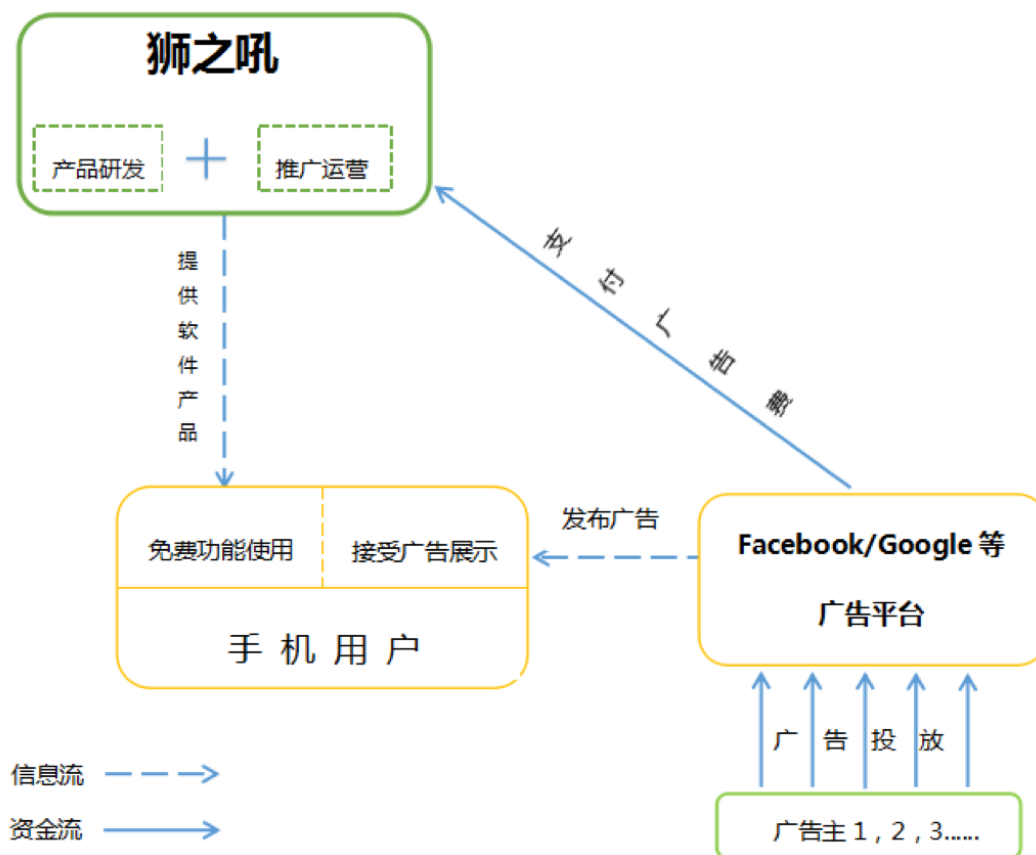 狮之吼
产品研发
推广运营
提供软件产品
支付广告费
发布广告
免费功能使用
接受广告展示
手机用户
Facebook/Google 等
广告平台
广告投放
广告主 1，2，3......
信息流
资金流